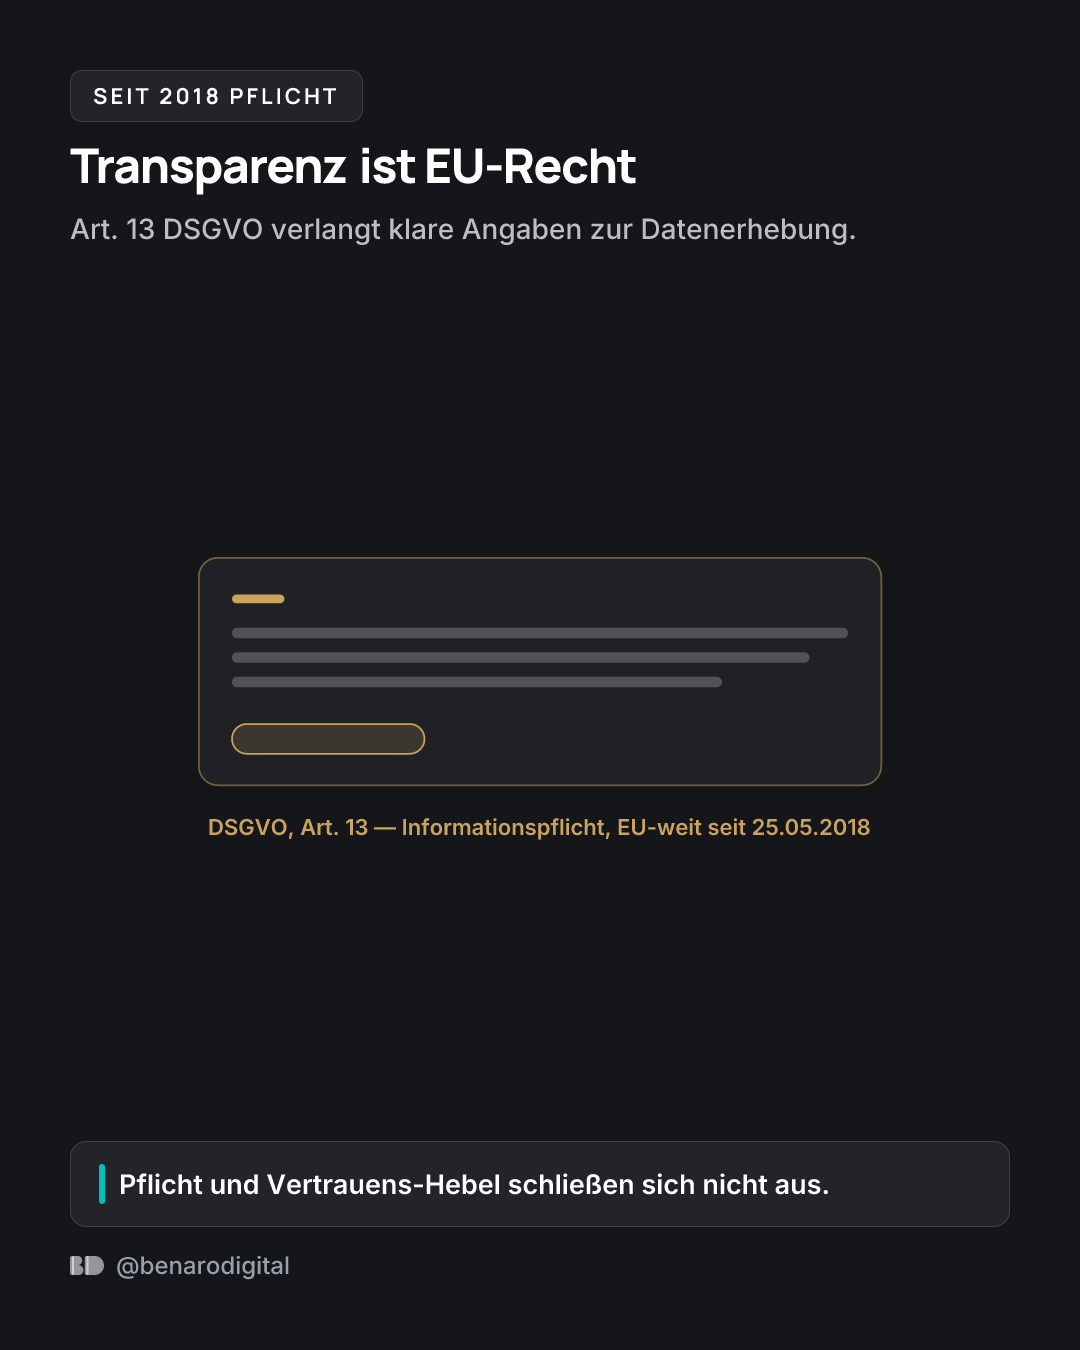 SEIT 2018 PFLICHT
Transparenz ist EU-Recht
Art. 13 DSGVO verlangt klare Angaben zur Datenerhebung.
DSGVO, Art. 13 — Informationspflicht, EU-weit seit 25.05.2018
Pflicht und Vertrauens-Hebel schließen sich nicht aus.
BD @benarodigital